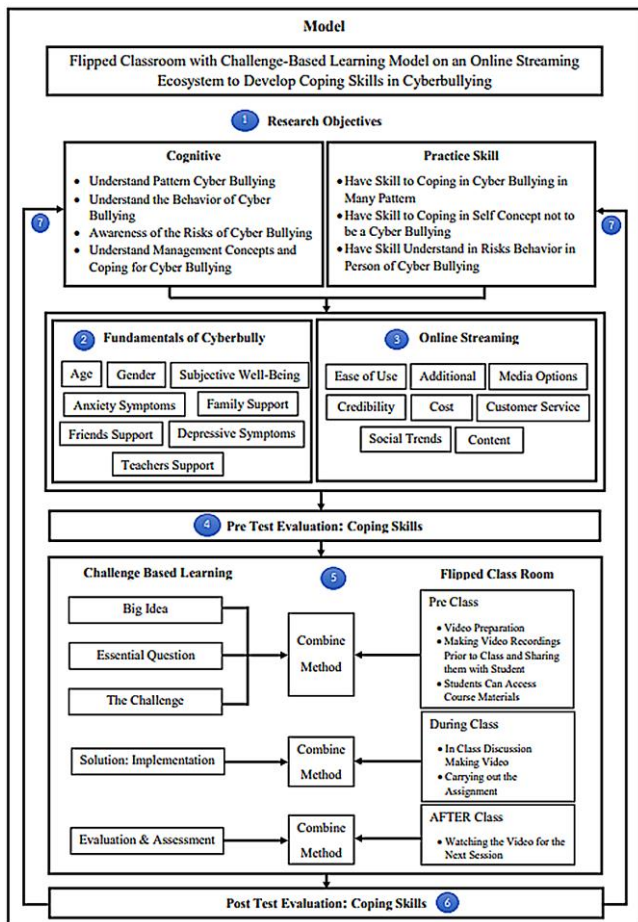 Model
Flipped Classroom with Challenge-Based Learning Model on an Online Streaming
Ecosystem to Develop Coping Skills in Cyberbullying
1 Research Objectives
Cognitive
• Understand Pattern Cyber Bullying
• Understand the Behavior of Cyber
Bullying
• Awareness of the Risks of Cyber Bullying
• Understand Management Concepts and
Coping for Cyber Bullying
Practice Skill
• Have Skill to Coping in Cyber Bullying in
Many Pattern
• Have Skill to Coping in Self Concept not to
be a Cyber Bullying
• Have Skill Understand in Risks Behavior in
Person of Cyber Bullying
7
7
2 Fundamentals of Cyberbully
Age
Gender
Subjective Well-Being
Anxiety Symptoms
Family Support
Friends Support
Depressive Symptoms
Teachers Support
3 Online Streaming
Ease of Use
Additional
Media Options
Credibility
Cost
Customer Service
Social Trends
Content
4 Pre Test Evaluation: Coping Skills
Challenge Based Learning
5
Flipped Class Room
Big Idea
Essential Question
The Challenge
Combine
Method
Pre Class
• Video Preparation
• Making Video Recordings
Prior to Class and Sharing
them with Student
• Students Can Access
Course Materials
Solution: Implementation
Combine
Method
During Class
• In Class Discussion
Making Video
• Carrying out the
Assignment
Evaluation & Assessment
Combine
Method
AFTER Class
• Watching the Video for the
Next Session
Post Test Evaluation: Coping Skills 6